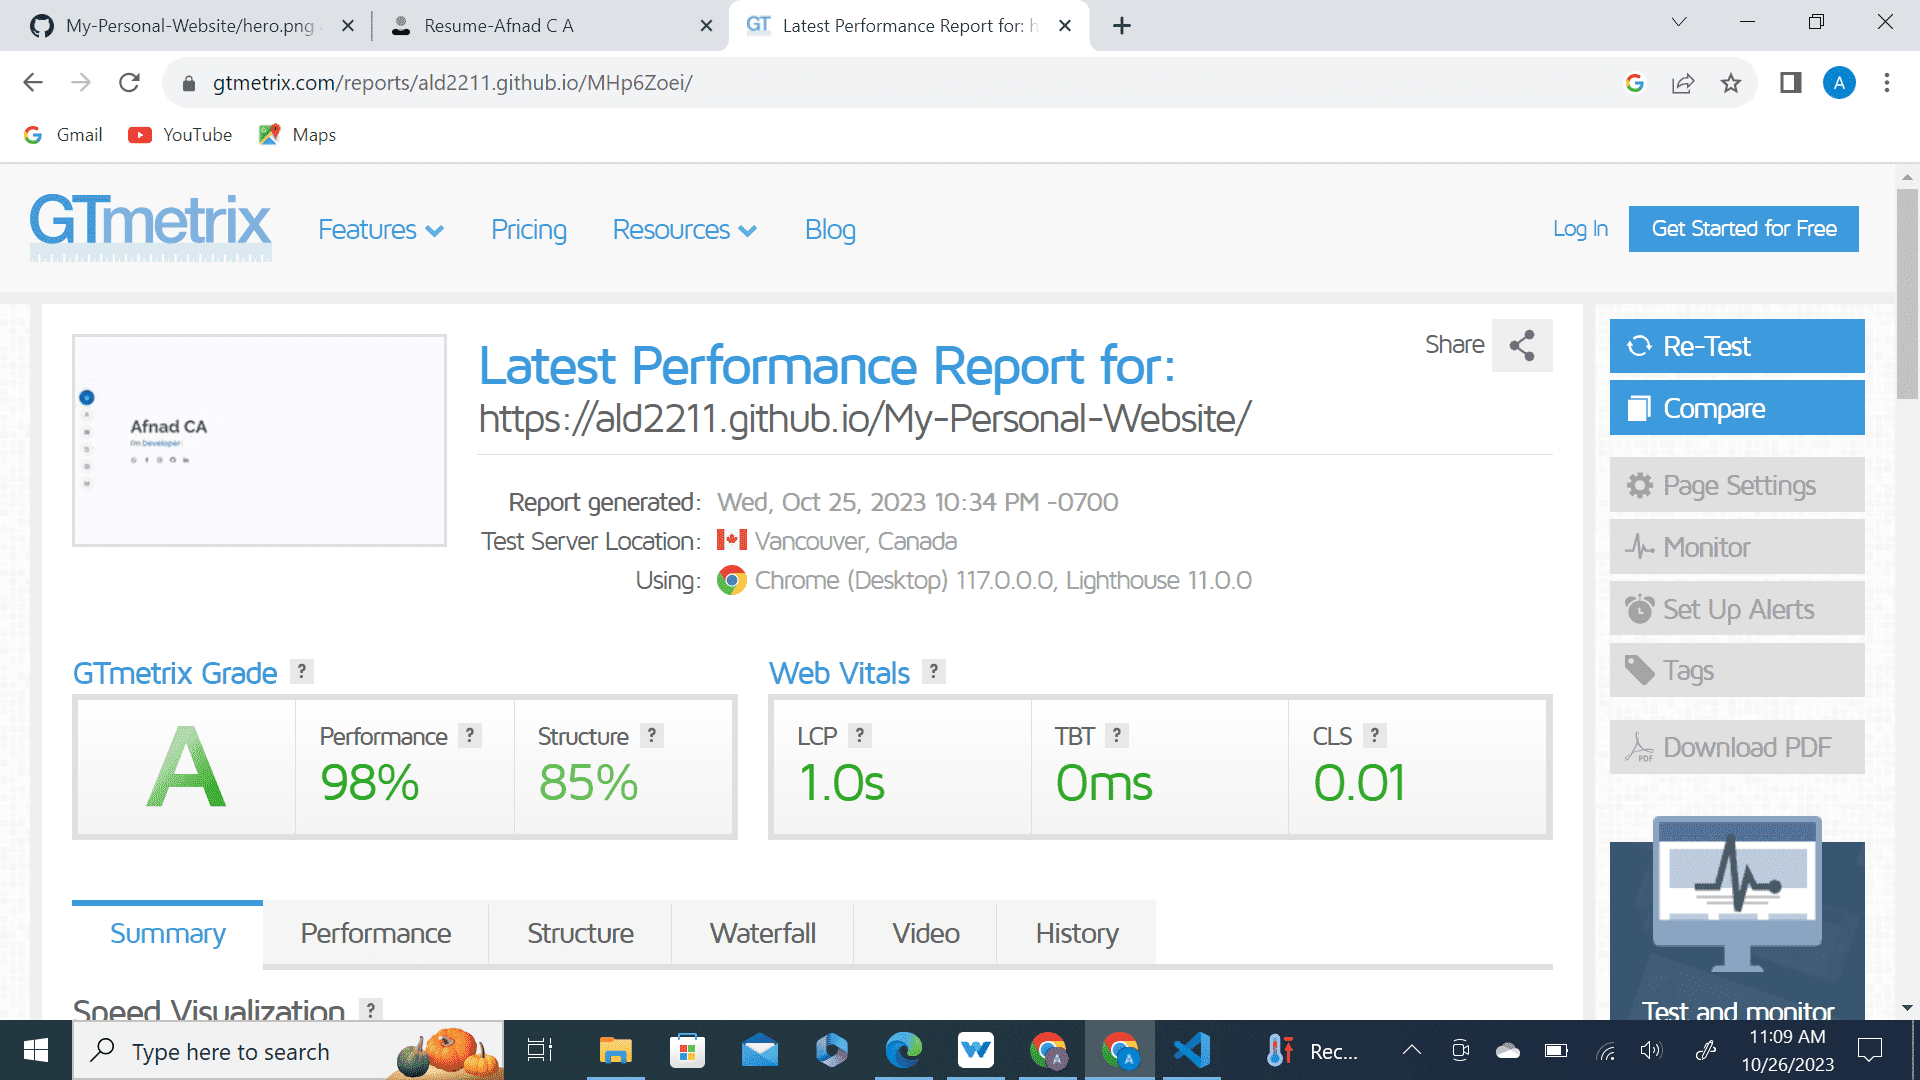 My-Personal-Website/hero.png
Resume-Afnad C A
GT Latest Performance Report for: h
gtmetrix.com/reports/ald2211.github.io/MHp6Zoei/
A
Gmail
YouTube
Maps
GTmetrix
Features
Pricing
Resources
Blog
Log In
Get Started for Free
Afnad CA
I'm Developer
Latest Performance Report for:
https://ald2211.github.io/My-Personal-Website/
Share
Report generated: Wed, Oct 25, 2023 10:34 PM -0700
Test Server Location: Vancouver, Canada
Using: Chrome (Desktop) 117.0.0.0, Lighthouse 11.0.0
Re-Test
Compare
Page Settings
Monitor
Set Up Alerts
Tags
PDF Download PDF
GTmetrix Grade ?
Web Vitals ?
A
Performance ?
98%
Structure ?
85%
LCP ?
1.0s
TBT ?
0ms
CLS ?
0.01
Summary
Performance
Structure
Waterfall
Video
History
Speed Visualization ?
Test and monitor
Type here to search
A
A
Rec...
11:09 AM
10/26/2023